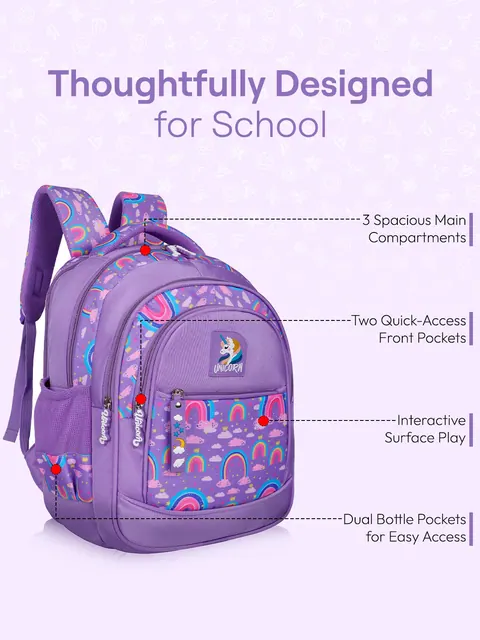 Thoughtfully Designed
for School
3 Spacious Main
Compartments
Two Quick-Access
Front Pockets
UNICORN
Interactive
Surface Play
Dual Bottle Pockets
for Easy Access